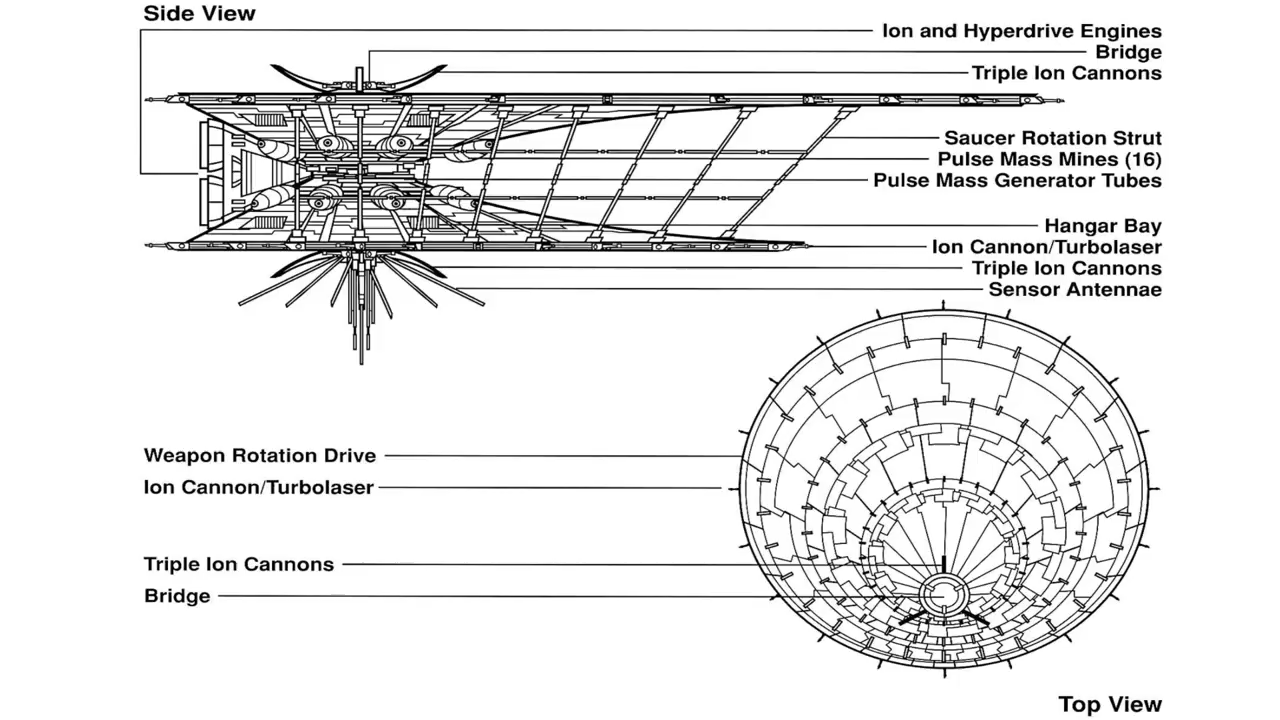 Side View
Ion and Hyperdrive Engines
Bridge
Triple Ion Cannons
Saucer Rotation Strut
Pulse Mass Mines (16)
Pulse Mass Generator Tubes
Hangar Bay
Ion Cannon/Turbolaser
Triple Ion Cannons
Sensor Antennae
Weapon Rotation Drive
Ion Cannon/Turbolaser
Triple Ion Cannons
Bridge
Top View